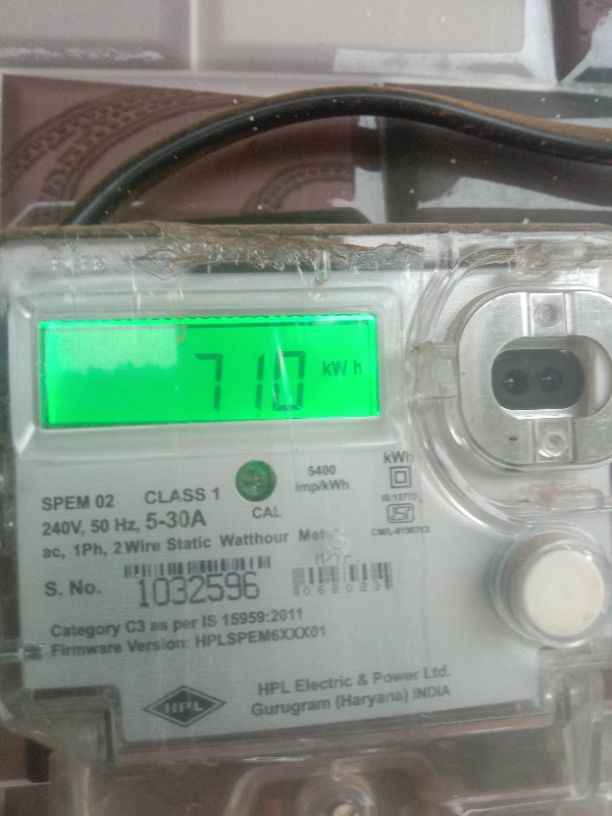 710 kW h
6400
imp/kWh
kWh
SPEM 02 CLASS 1
CAL
240V, 50 Hz, 5-30A
ac, 1Ph, 2 Wire Static Watthour
S. No. 1032596
Category C3 as per IS 15959:2011
Firmware Version: HPLSPEM6XXX01
HPL
HPL Electric & Power Ltd.
Gurugram (Haryana) INDIA